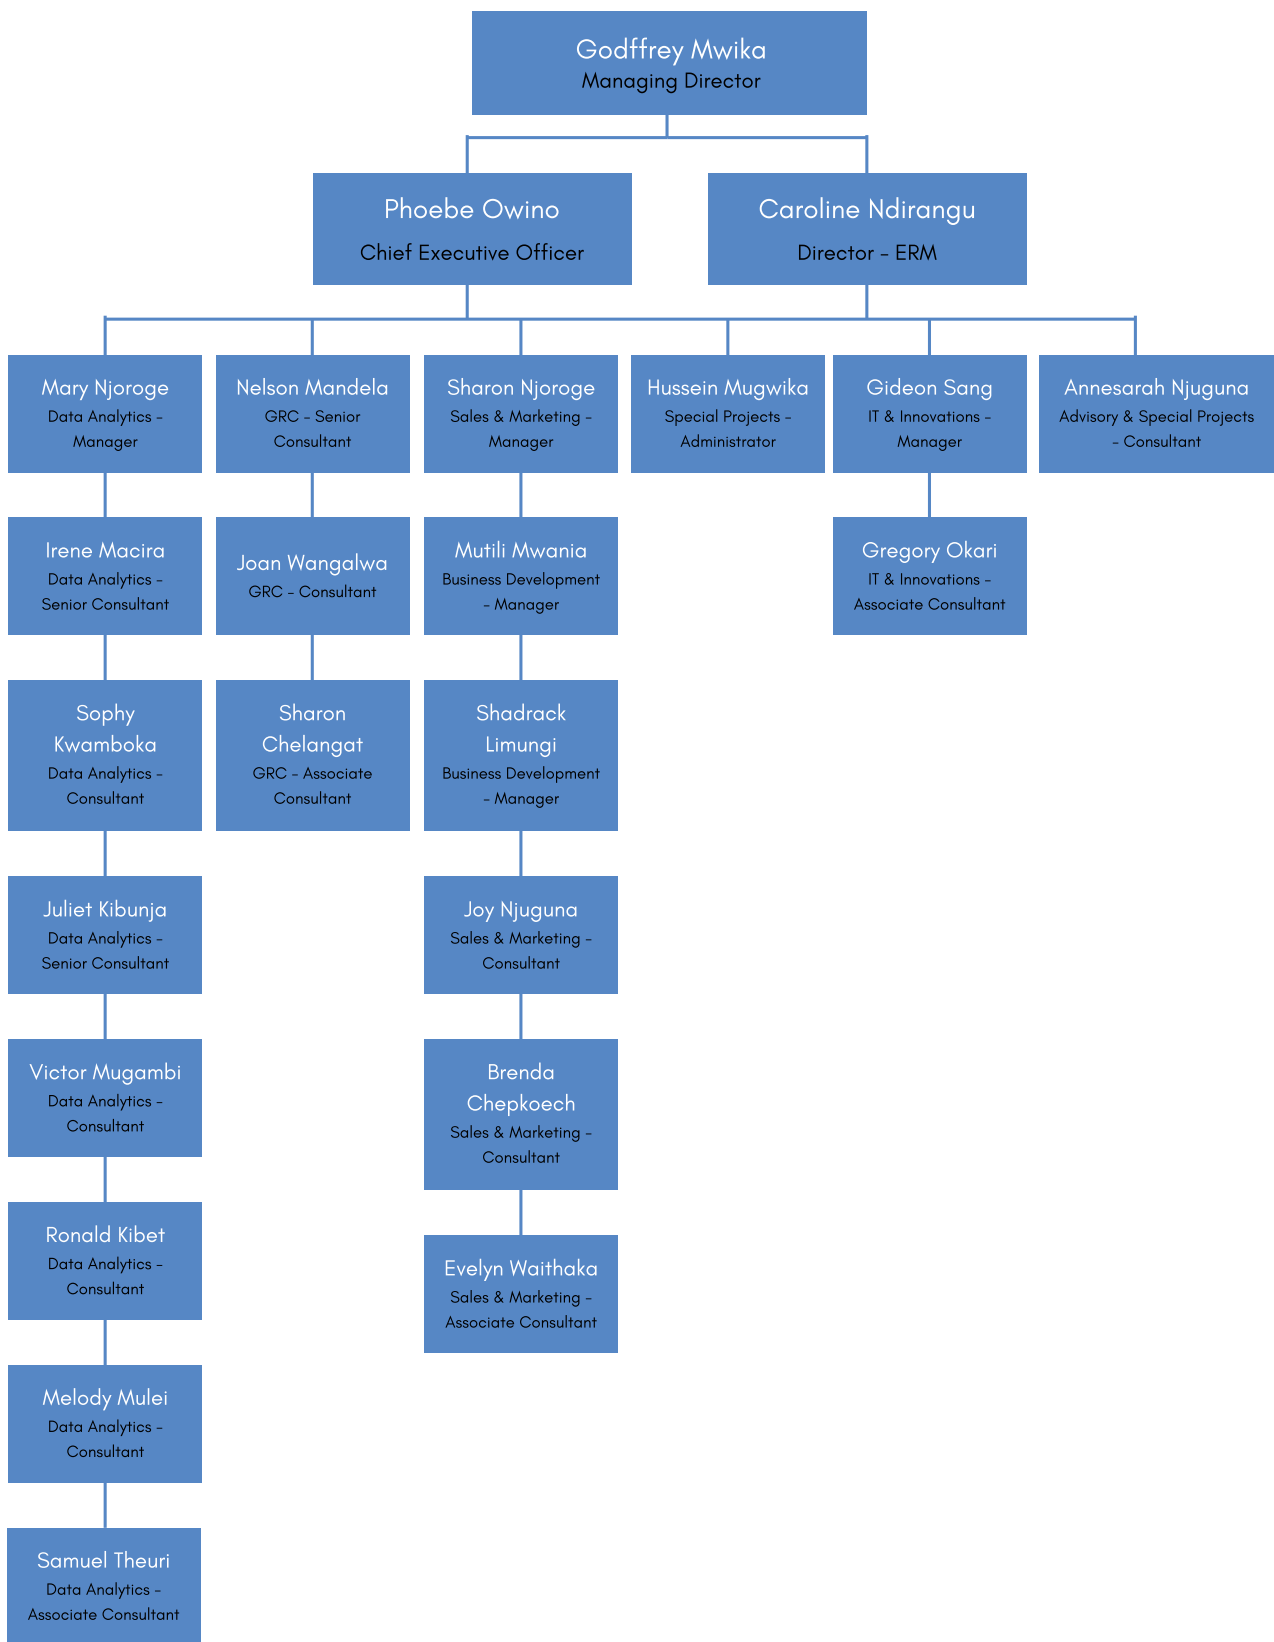 Godffrey Mwika
Managing Director
Phoebe Owino
Chief Executive Officer
Caroline Ndirangu
Director - ERM
Mary Njoroge
Data Analytics -
Manager
Nelson Mandela
GRC - Senior
Consultant
Sharon Njoroge
Sales & Marketing -
Manager
Hussein Mugwika
Special Projects -
Administrator
Gideon Sang
IT & Innovations -
Manager
Annesarah Njuguna
Advisory & Special Projects
- Consultant
Irene Macira
Data Analytics -
Senior Consultant
Joan Wangalwa
GRC - Consultant
Mutili Mwania
Business Development
- Manager
Gregory Okari
IT & Innovations -
Associate Consultant
Sophy
Kwamboka
Data Analytics -
Consultant
Sharon
Chelangat
GRC - Associate
Consultant
Shadrack
Limungi
Business Development
- Manager
Juliet Kibunja
Data Analytics -
Senior Consultant
Joy Njuguna
Sales & Marketing -
Consultant
Victor Mugambi
Data Analytics -
Consultant
Brenda
Chepkoech
Sales & Marketing -
Consultant
Ronald Kibet
Data Analytics -
Consultant
Evelyn Waithaka
Sales & Marketing -
Associate Consultant
Melody Mulei
Data Analytics -
Consultant
Samuel Theuri
Data Analytics -
Associate Consultant